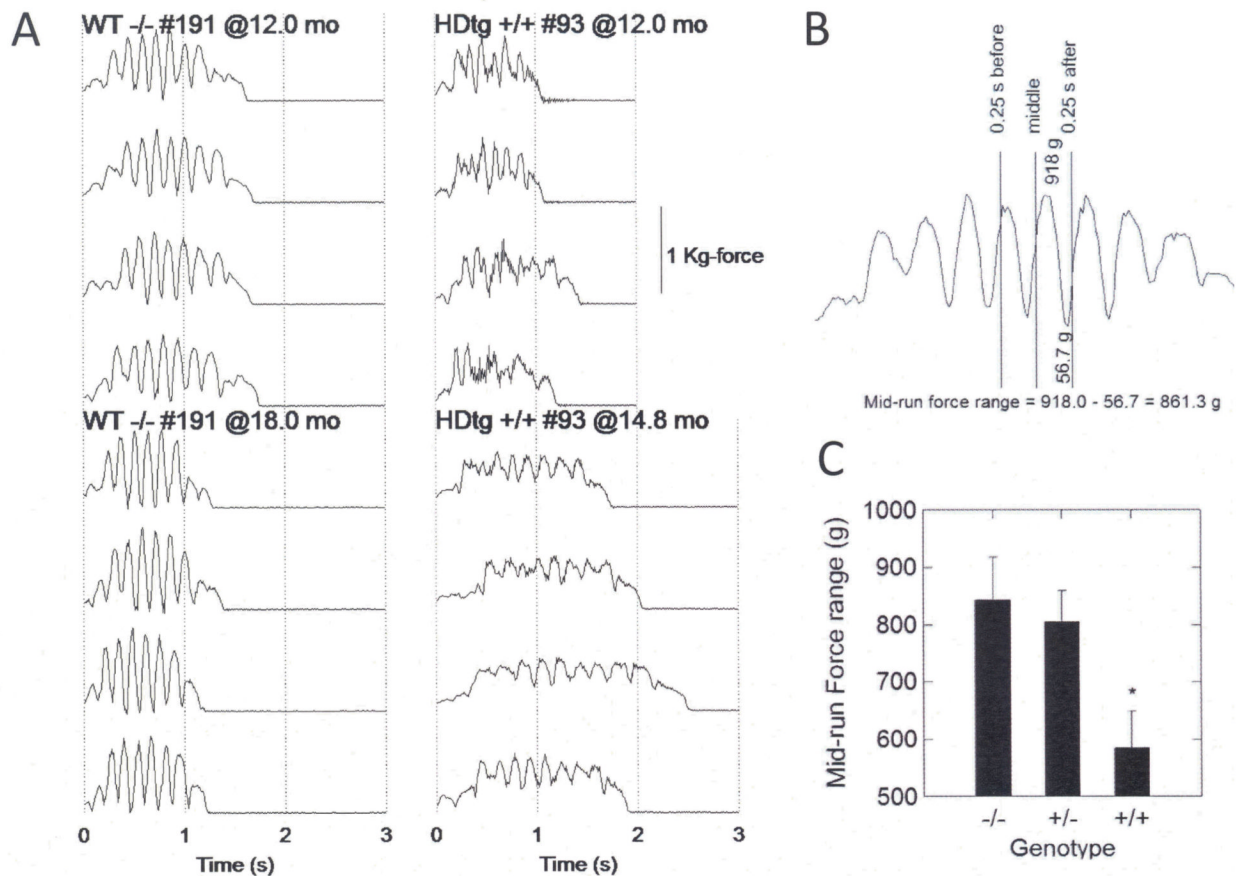 A
WT -/- #191 @12.0 mo
HDtg +/+ #93 @12.0 mo
1 Kg-force
WT -/- #191 @18.0 mo
HDtg +/+ #93 @14.8 mo
0 1 2 3
Time (s)
0 1 2 3
Time (s)
B
0.25 s before
middle
0.25 s after
918 g
56.7 g
Mid-run force range = 918.0 - 56.7 = 861.3 g
C
Mid-run Force range (g)
1000
900
800
700
600
500
*
-/- +/- +/+
Genotype